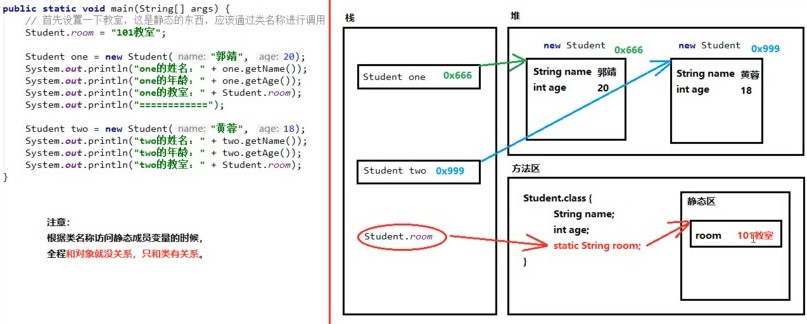 public static void main(String[] args) {
// 首先设置一下教室，这是静态的东西，应该通过类名称进行调用
Student.room = "101教室";
Student one = new Student( name: "郭靖", age: 20);
System.out.println("one的姓名：" + one.getName());
System.out.println("one的年龄：" + one.getAge());
System.out.println("one的教室：" + Student.room);
System.out.println("============");
Student two = new Student( name: "黄蓉", age: 18);
System.out.println("two的姓名：" + two.getName());
System.out.println("two的年龄：" + two.getAge());
System.out.println("two的教室：" + Student.room);
}
注意：
根据类名称访问静态成员变量的时候，
全程和对象就没关系，只和类有关系。
栈
Student one 0x666
Student two 0x999
Student.room
堆
new Student 0x666
String name 郭靖
int age 20
new Student 0x999
String name 黄蓉
int age 18
方法区
Student.class {
String name;
int age;
static String room;
}
静态区
room 101教室